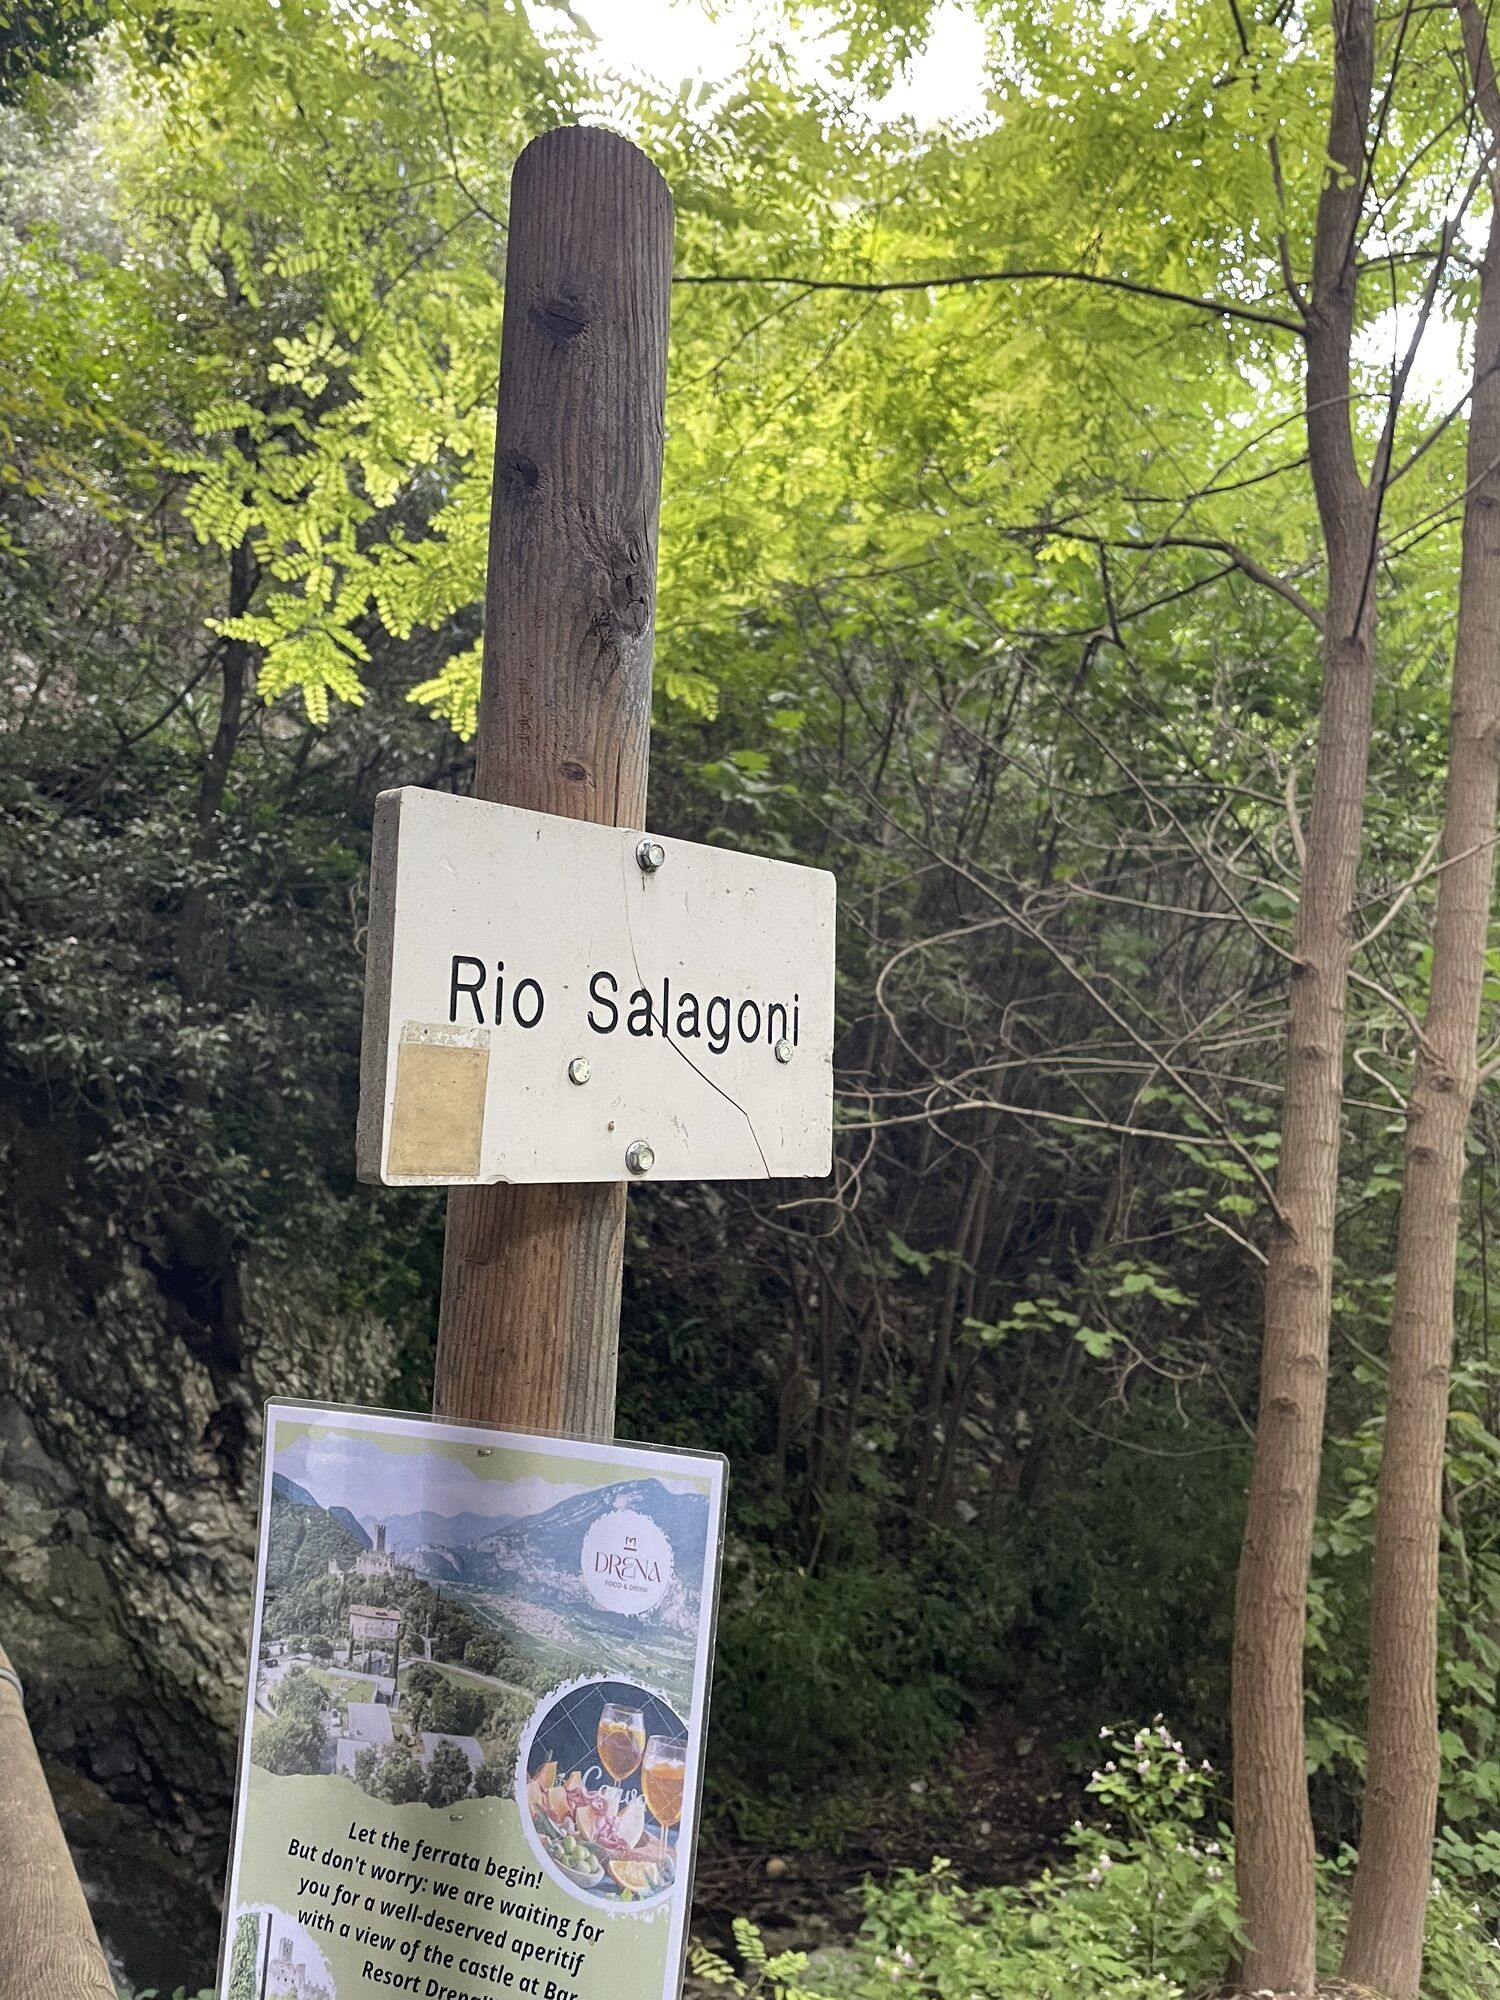 Rio Salagoni
DRENA
FOOD & DRINK
Let the ferrata begin!
But don't worry: we are waiting for
you for a well-deserved aperitif
with a view of the castle at Bar
Resort